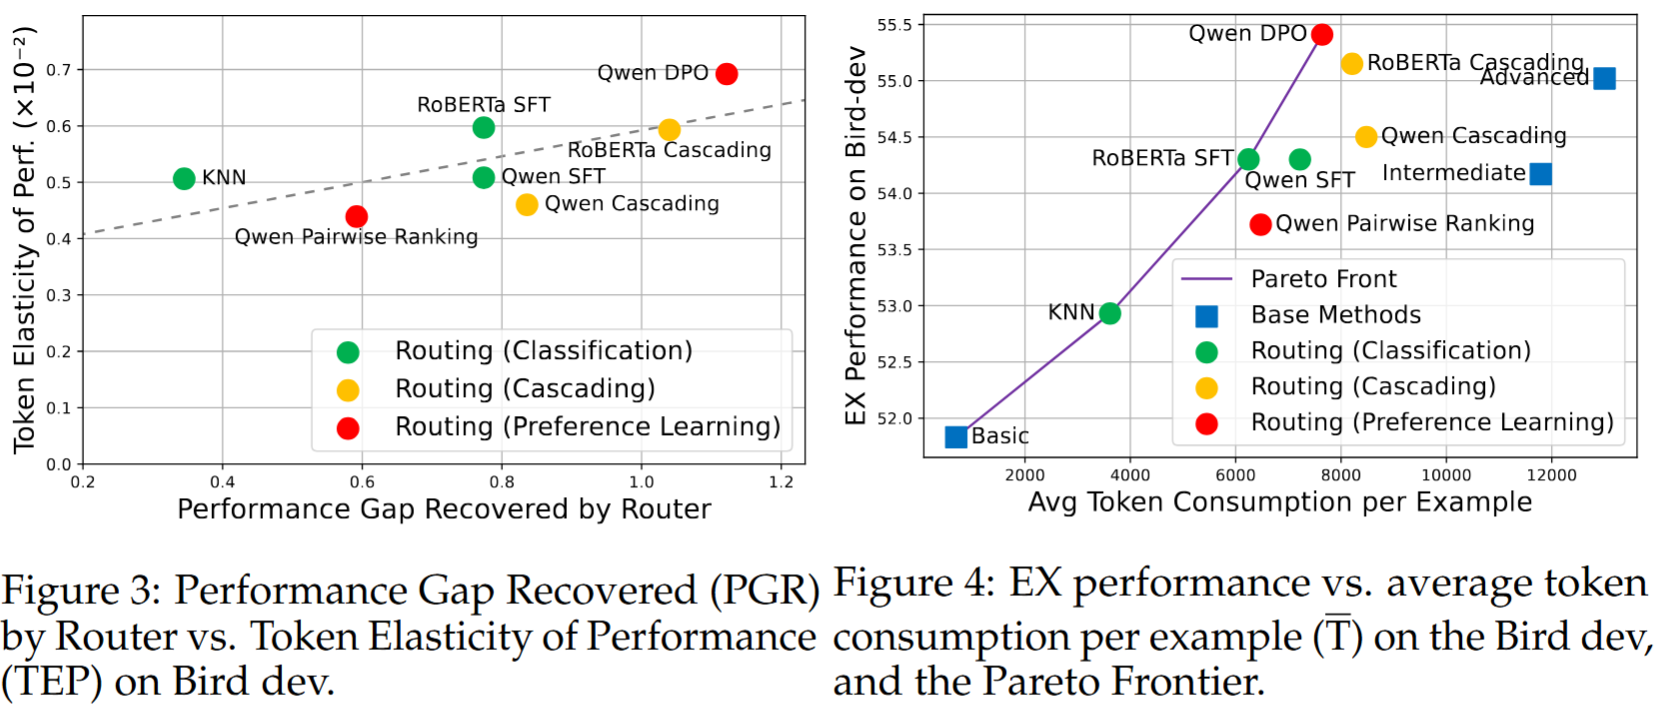 Token Elasticity of Perf. (×10⁻²)
0.7
0.6
0.5
0.4
0.3
0.2
0.1
0.0
Qwen DPO
RoBERTa SFT
RoBERTa Cascading
KNN
Qwen SFT
Qwen Cascading
Qwen Pairwise Ranking
Routing (Classification)
Routing (Cascading)
Routing (Preference Learning)
0.2 0.4 0.6 0.8 1.0 1.2
Performance Gap Recovered by Router
Figure 3: Performance Gap Recovered (PGR)
by Router vs. Token Elasticity of Performance
(TEP) on Bird dev.
EX Performance on Bird-dev
55.5
55.0
54.5
54.0
53.5
53.0
52.5
52.0
Qwen DPO
RoBERTa Cascading
Advanced
Qwen Cascading
RoBERTa SFT
Qwen SFT
Intermediate
Qwen Pairwise Ranking
KNN
Basic
Pareto Front
Base Methods
Routing (Classification)
Routing (Cascading)
Routing (Preference Learning)
2000 4000 6000 8000 10000 12000
Avg Token Consumption per Example
Figure 4: EX performance vs. average token
consumption per example (T̅) on the Bird dev,
and the Pareto Frontier.